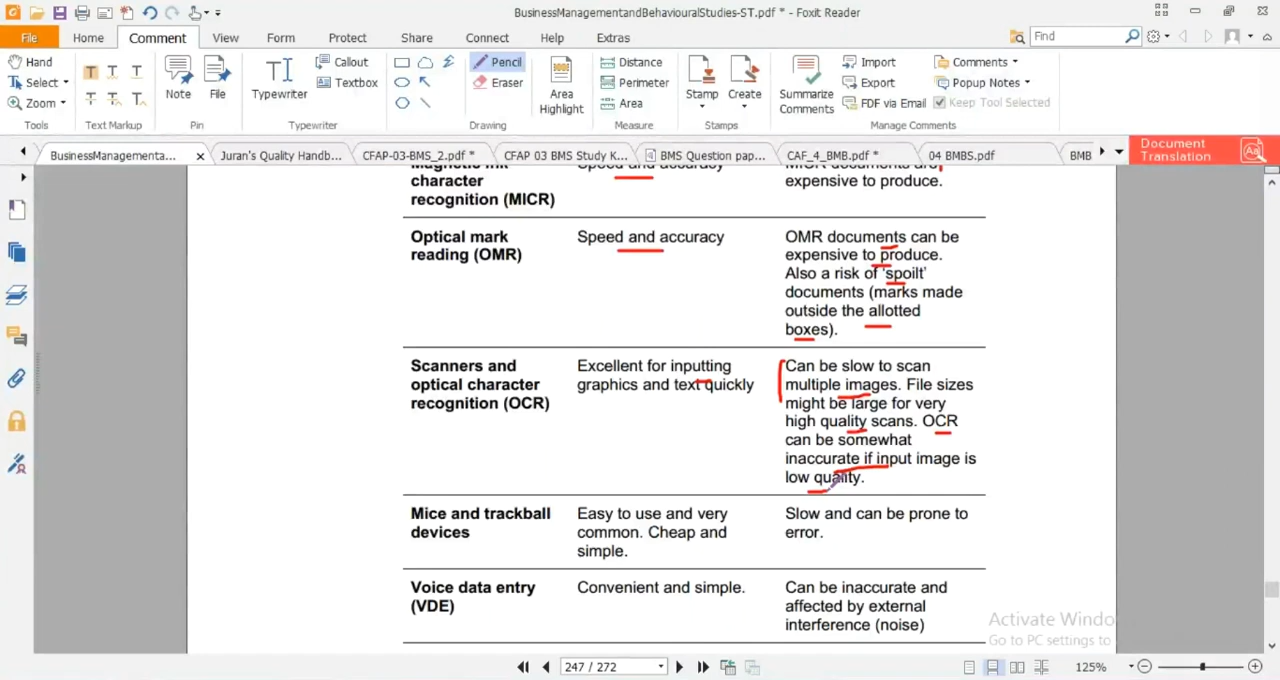 BusinessManagementandBehaviouralStudies-ST.pdf * - Foxit Reader
File Home Comment View Form Protect Share Connect Help Extras Find
Hand
Select
Zoom
Tools
Text Markup
Note File
Pin
Typewriter
Callout
Textbox
Typewriter
Pencil
Eraser
Drawing
Area
Highlight
Distance
Perimeter
Area
Measure
Stamp Create
Stamps
Summarize
Comments
Import
Export
FDF via Email
Comments
Popup Notes
Keep Tool Selected
Manage Comments
BusinessManagementa... x Juran's Quality Handb... CFAP-03-BMS_2.pdf * CFAP 03 BMS Study K... BMS Question pap... CAF_4_BMB.pdf * 04 BMBS.pdf BMB
Document
Translation
Magnetic ink
character
recognition (MICR)
Speed and accuracy
MICR documents are
expensive to produce.
Optical mark
reading (OMR)
Speed and accuracy
OMR documents can be
expensive to produce.
Also a risk of 'spoilt'
documents (marks made
outside the allotted
boxes).
Scanners and
optical character
recognition (OCR)
Excellent for inputting
graphics and text quickly
Can be slow to scan
multiple images. File sizes
might be large for very
high quality scans. OCR
can be somewhat
inaccurate if input image is
low quality.
Mice and trackball
devices
Easy to use and very
common. Cheap and
simple.
Slow and can be prone to
error.
Voice data entry
(VDE)
Convenient and simple.
Can be inaccurate and
affected by external
interference (noise)
Activate Windo
Go to PC settings to
247 / 272
125%